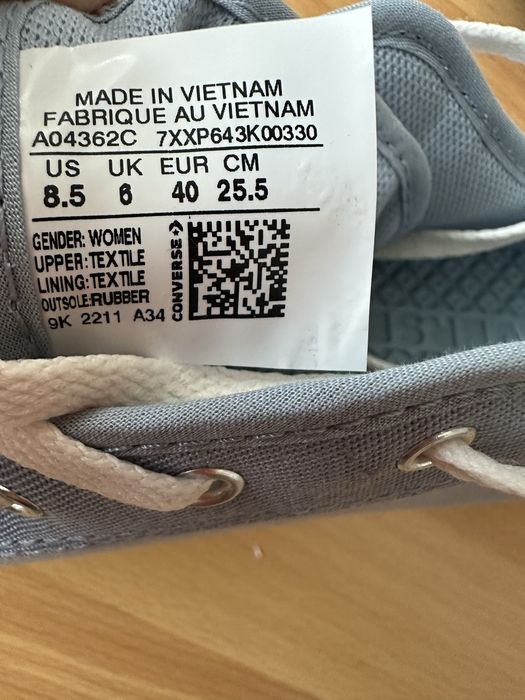 MADE IN VIETNAM
FABRIQUE AU VIETNAM
A04362C 7XXP643K00330
US UK EUR CM
8.5 6 40 25.5
GENDER: WOMEN
UPPER: TEXTILE
LINING: TEXTILE
OUTSOLE: RUBBER
9K 2211 A34
CONVERSE